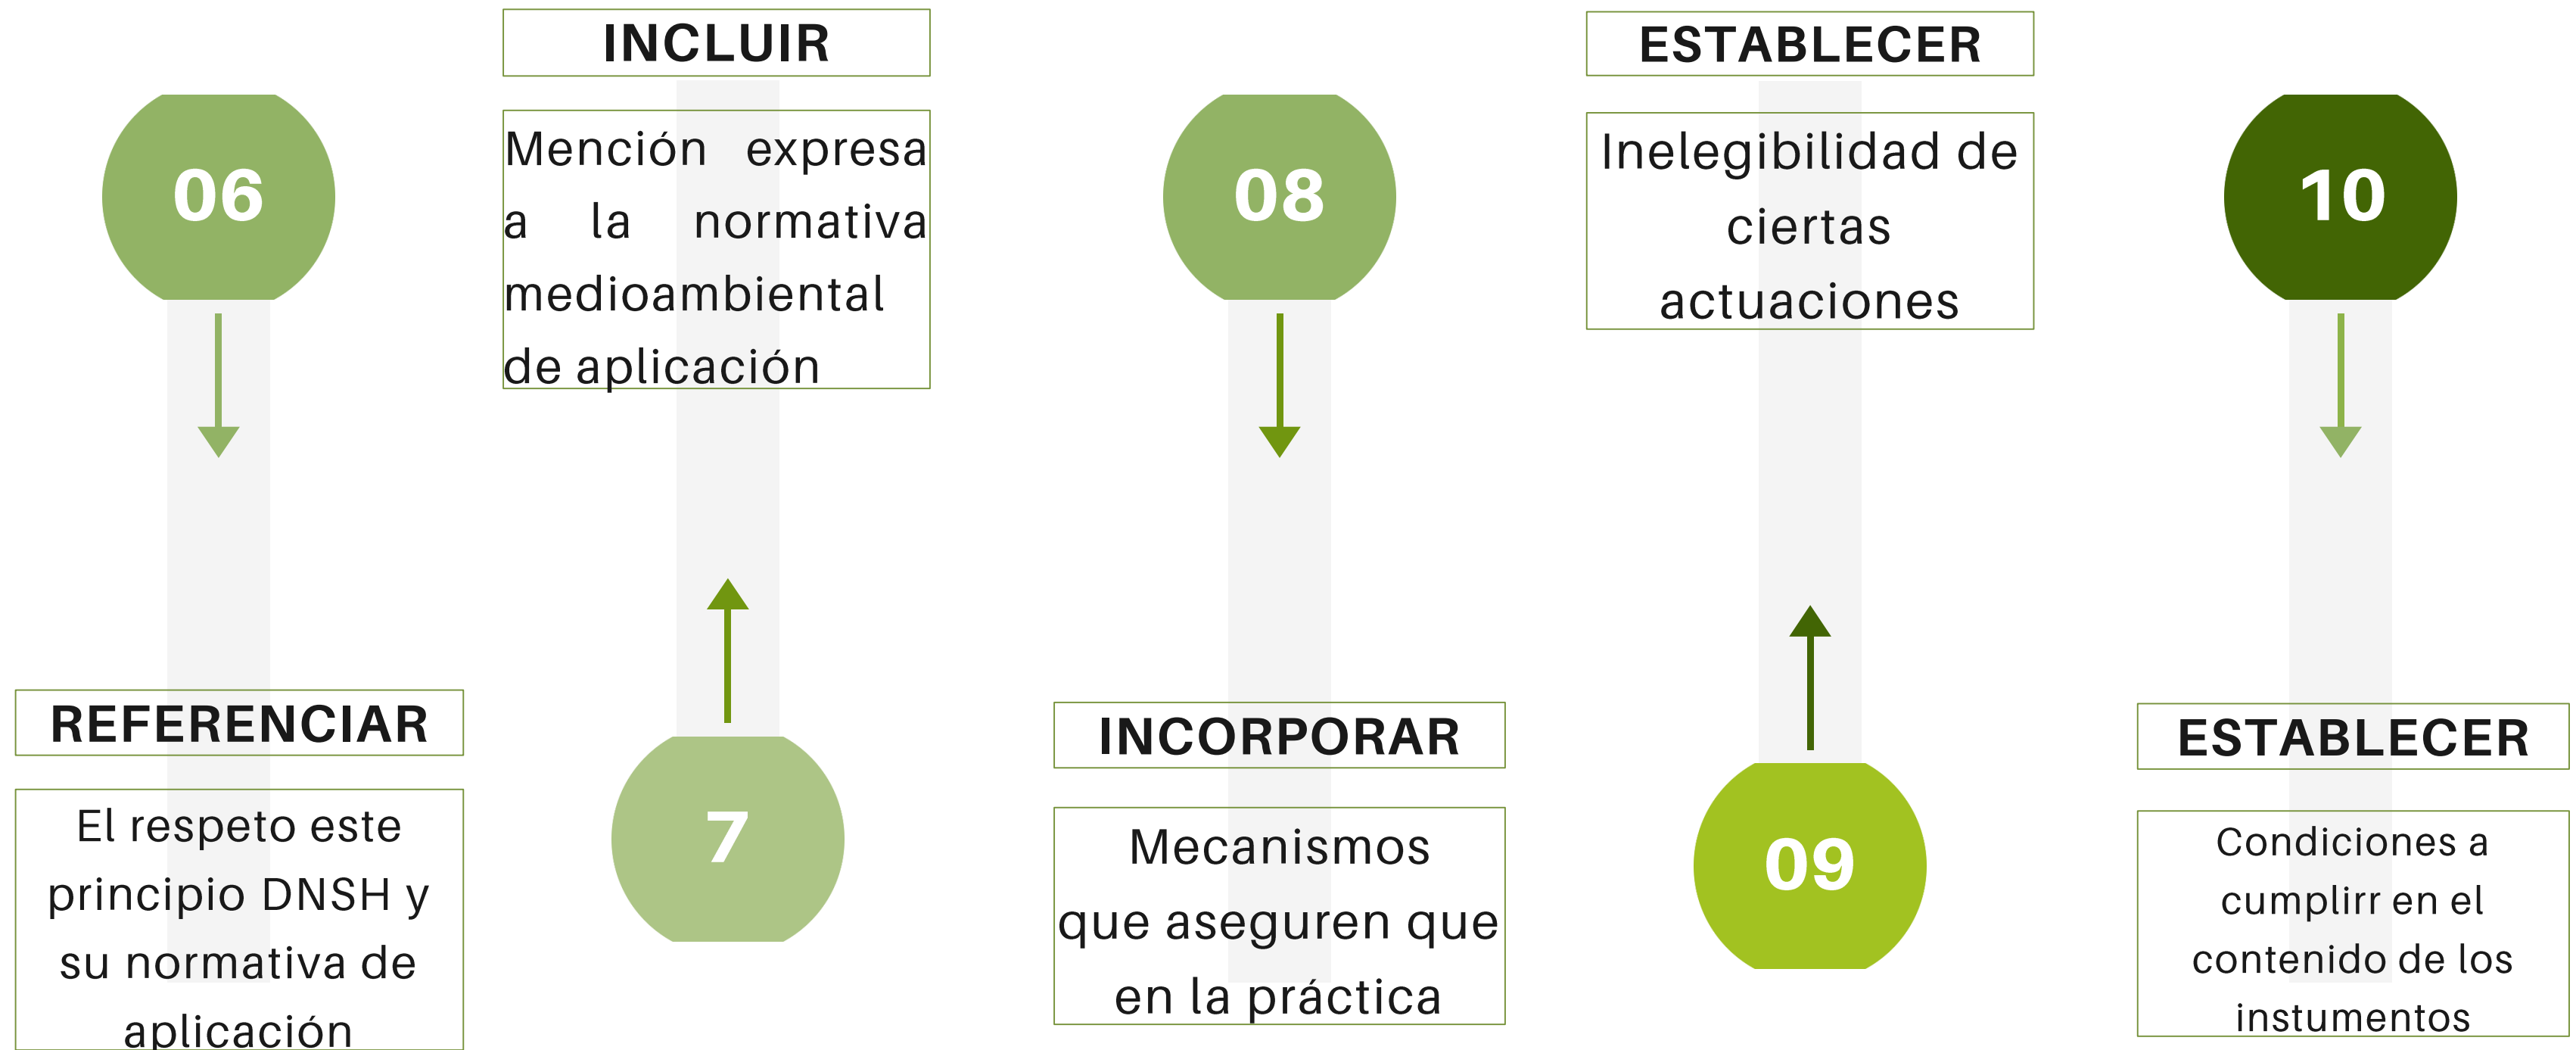 06
REFERENCIAR
El respeto este
principio DNSH y
su normativa de
aplicación
INCLUIR
Mención expresa
a la normativa
medioambiental
de aplicación
7
08
INCORPORAR
Mecanismos
que aseguren que
en la práctica
ESTABLECER
Inelegibilidad de
ciertas
actuaciones
09
10
ESTABLECER
Condiciones a
cumplirr en el
contenido de los
instumentos